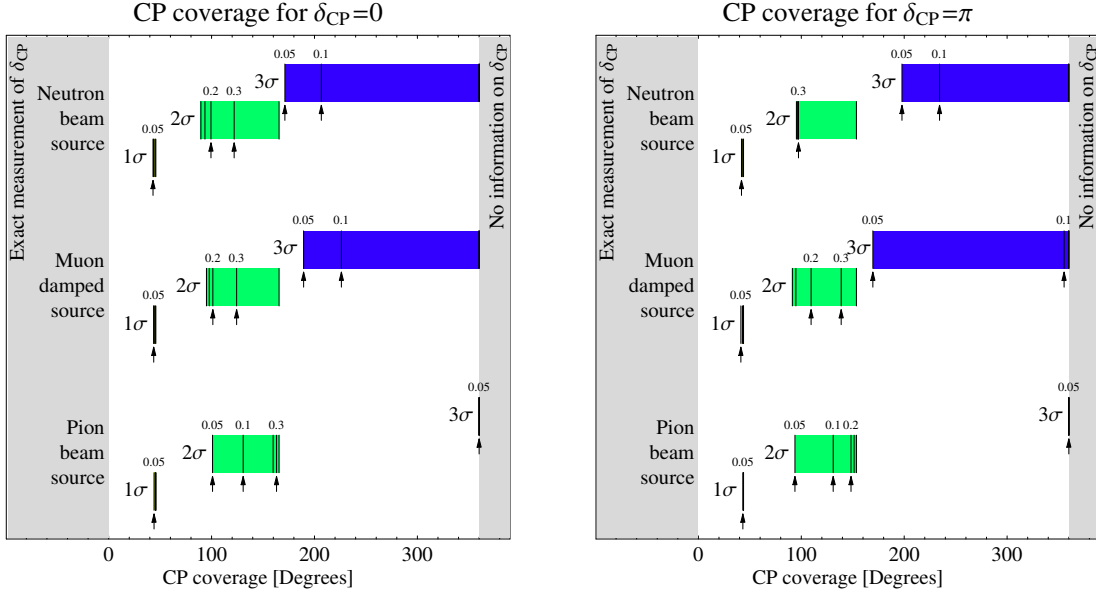 CP coverage for δCP=0
Exact measurement of δCP
No information on δCP
Neutron
beam
source
0.05
0.1
3σ
0.2
0.3
2σ
0.05
1σ
Muon
damped
source
0.05
0.1
3σ
0.2
0.3
2σ
0.05
1σ
Pion
beam
source
0.05
3σ
0.05
0.1
0.3
2σ
0.05
1σ
0
100
200
300
CP coverage [Degrees]
CP coverage for δCP=π
Exact measurement of δCP
No information on δCP
Neutron
beam
source
0.05
0.1
3σ
0.3
2σ
0.05
1σ
Muon
damped
source
0.05
0.1
3σ
0.2
0.3
2σ
0.05
1σ
Pion
beam
source
0.05
3σ
0.05
0.1
0.2
2σ
0.05
1σ
0
100
200
300
CP coverage [Degrees]